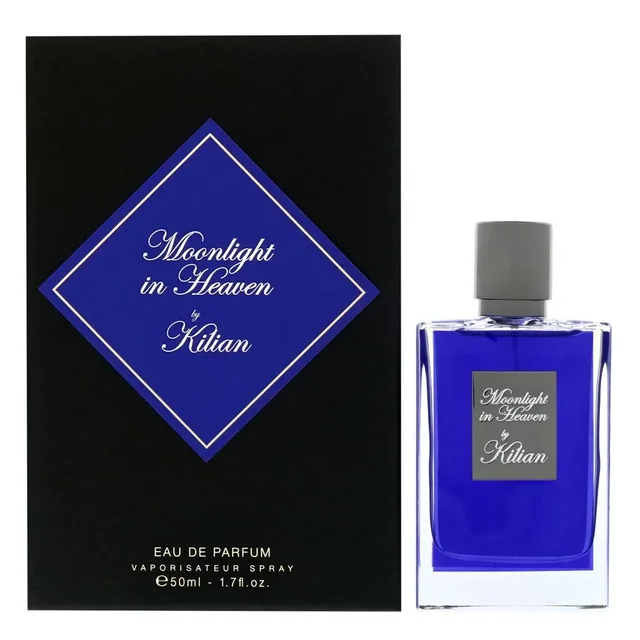 Moonlight
in Heaven
by
Kilian
EAU DE PARFUM
VAPORISATEUR SPRAY
℮50ml - 1.7fl.oz.
Moonlight
in Heaven
by
Kilian